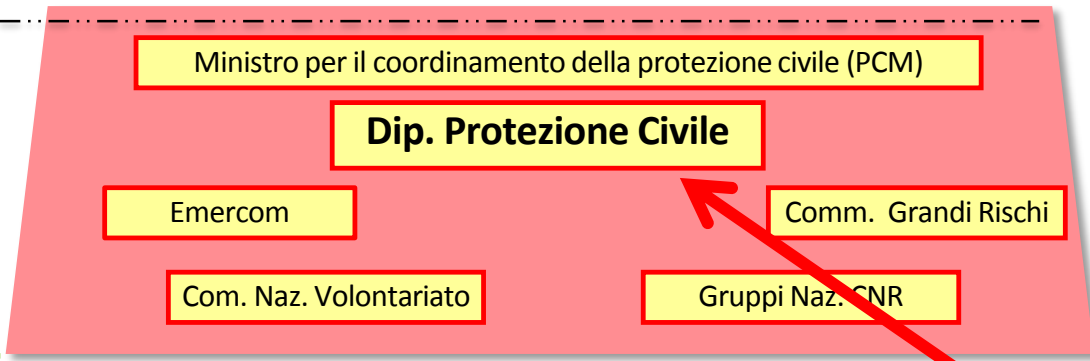 Ministro per il coordinamento della protezione civile (PCM)
Dip. Protezione Civile
Emercom
Comm. Grandi Rischi
Com. Naz. Volontariato
Gruppi Naz. CNR